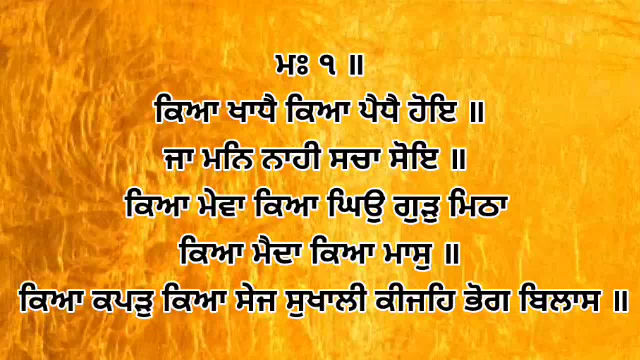 ਮਃ ੧ ॥
ਕਿਆ ਖਾਧੈ ਕਿਆ ਪੈਧੈ ਹੋਇ ॥
ਜਾ ਮਨਿ ਨਾਹੀ ਸਚਾ ਸੋਇ ॥
ਕਿਆ ਮੇਵਾ ਕਿਆ ਘਿਉ ਗੁੜੁ ਮਿਠਾ
ਕਿਆ ਮੈਦਾ ਕਿਆ ਮਾਸੁ ॥
ਕਿਆ ਕਪੜੁ ਕਿਆ ਸੇਜ ਸੁਖਾਲੀ ਕੀਜਹਿ ਭੋਗ ਬਿਲਾਸ ॥